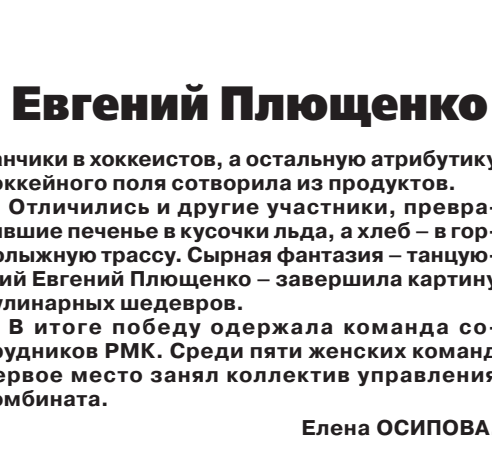 Евгений Плющенко
анчики в хоккеистов, а остальную атрибутику
оккейного поля сотворила из продуктов.
Отличились и другие участники, превра-
ившие печенье в кусочки льда, а хлеб – в гор-
олыжную трассу. Сырная фантазия – танцую-
ий Евгений Плющенко – завершила картину
улинарных шедевров.
В итоге победу одержала команда со-
рудников РМК. Среди пяти женских команд
ервое место занял коллектив управления
омбината.
Елена ОСИПОВА